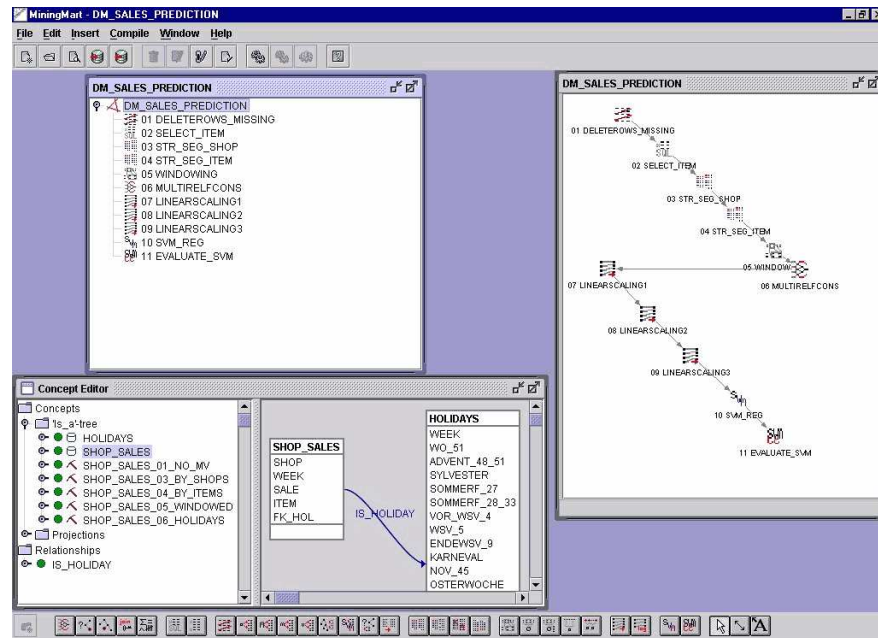 MiningMart - DM_SALES_PREDICTION
File Edit Insert Compile Window Help
DM_SALES_PREDICTION
DM_SALES_PREDICTION
01 DELETEROWS_MISSING
02 SELECT_ITEM
03 STR_SEG_SHOP
04 STR_SEG_ITEM
05 WINDOWING
06 MULTIRELFCONS
07 LINEARSCALING1
08 LINEARSCALING2
09 LINEARSCALING3
10 SVM_REG
11 EVALUATE_SVM
DM_SALES_PREDICTION
01 DELETEROWS_MISSING
02 SELECT_ITEM
03 STR_SEG_SHOP
04 STR_SEG_ITEM
05 WINDOW
06 MULTIRELFCONS
07 LINEARSCALING1
08 LINEARSCALING2
09 LINEARSCALING3
10 SVM_REG
11 EVALUATE_SVM
Concept Editor
Concepts
'Is_a'-tree
HOLIDAYS
SHOP_SALES
SHOP_SALES_01_NO_MV
SHOP_SALES_03_BY_SHOPS
SHOP_SALES_04_BY_ITEMS
SHOP_SALES_05_WINDOWED
SHOP_SALES_06_HOLIDAYS
Projections
Relationships
IS_HOLIDAY
SHOP_SALES
SHOP
WEEK
SALE
ITEM
FK_HOL
IS_HOLIDAY
HOLIDAYS
WEEK
WO_51
ADVENT_48_51
SYLVESTER
SOMMERF_27
SOMMERF_28_33
VOR_WSV_4
WSV_5
ENDEWSV_9
KARNEVAL
NOV_45
OSTERWOCHE